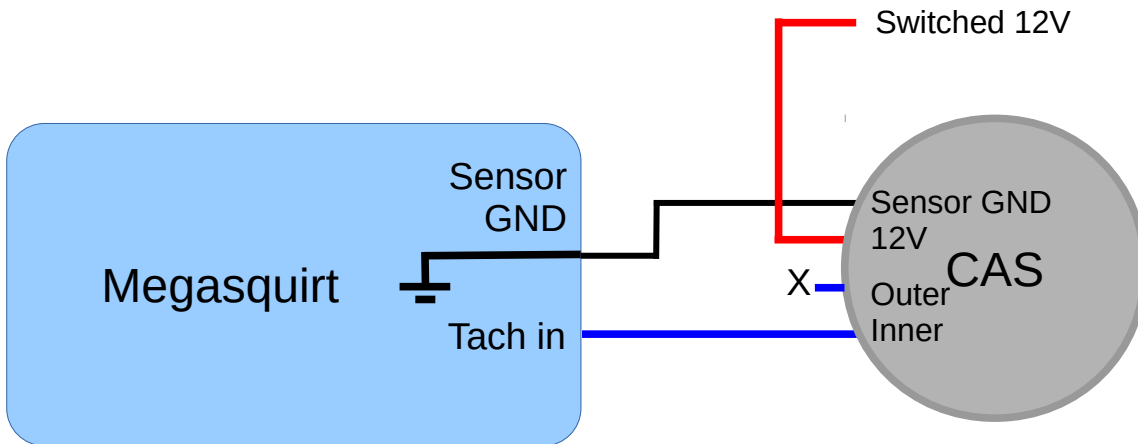 Switched 12V
Sensor
GND
Megasquirt
Tach in
Sensor GND
12V
CAS
X
Outer
Inner